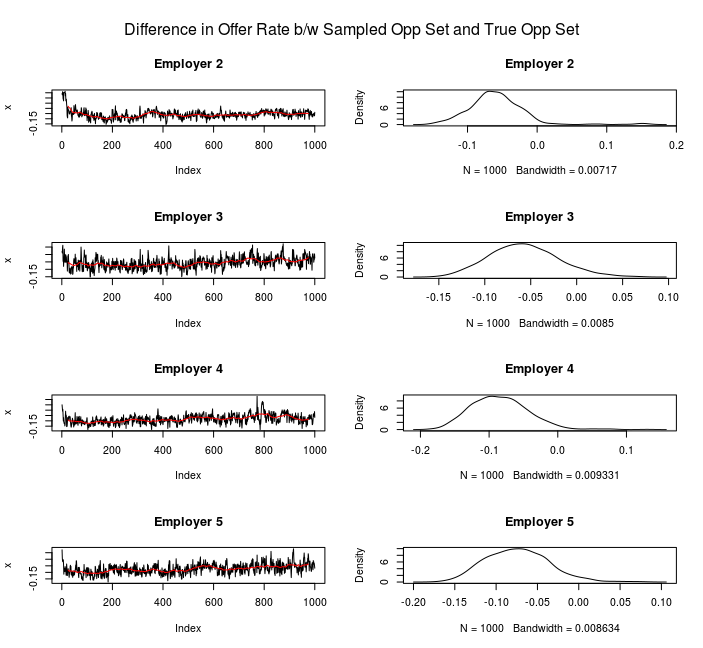 Difference in Offer Rate b/w Sampled Opp Set and True Opp Set
Employer 2
x
-0.15
0 200 400 600 800 1000
Index
Employer 2
Density
0 6
-0.1 0.0 0.1 0.2
N = 1000 Bandwidth = 0.00717
Employer 3
x
-0.15
0 200 400 600 800 1000
Index
Employer 3
Density
0 6
-0.15 -0.10 -0.05 0.00 0.05 0.10
N = 1000 Bandwidth = 0.0085
Employer 4
x
-0.15
0 200 400 600 800 1000
Index
Employer 4
Density
0 6
-0.2 -0.1 0.0 0.1
N = 1000 Bandwidth = 0.009331
Employer 5
x
-0.15
0 200 400 600 800 1000
Index
Employer 5
Density
0 6
-0.20 -0.15 -0.10 -0.05 0.00 0.05 0.10
N = 1000 Bandwidth = 0.008634